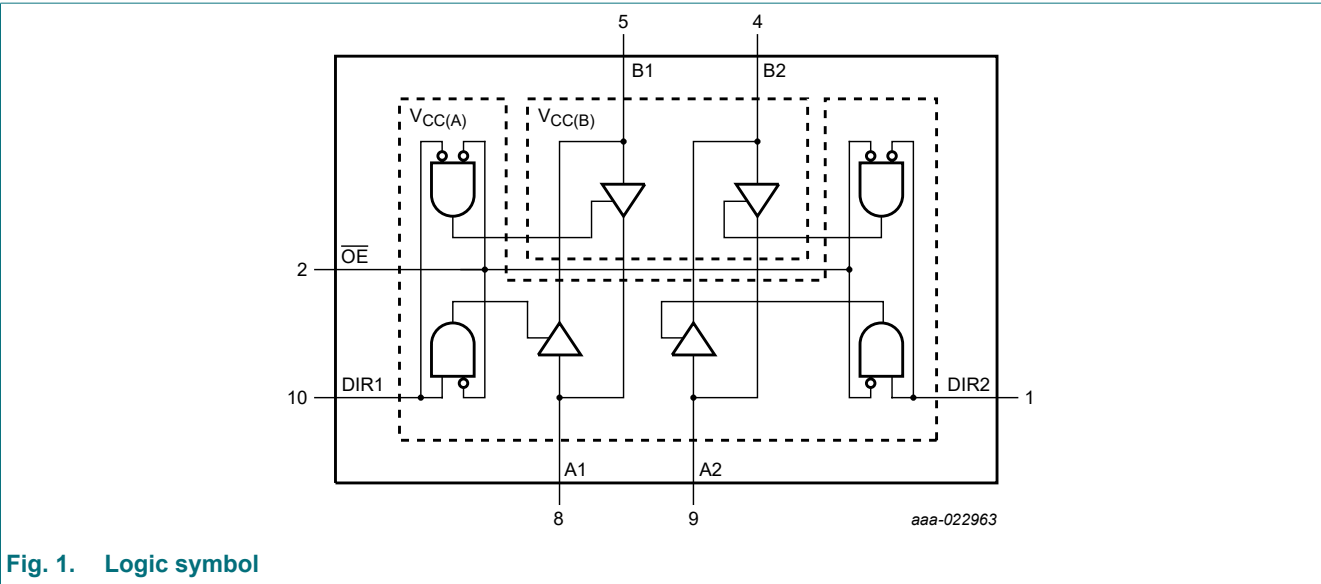 5 4
B1 B2
VCC(A) VCC(B)
2 OE
10 DIR1 DIR2 1
A1 A2
8 9 aaa-022963
Fig. 1. Logic symbol